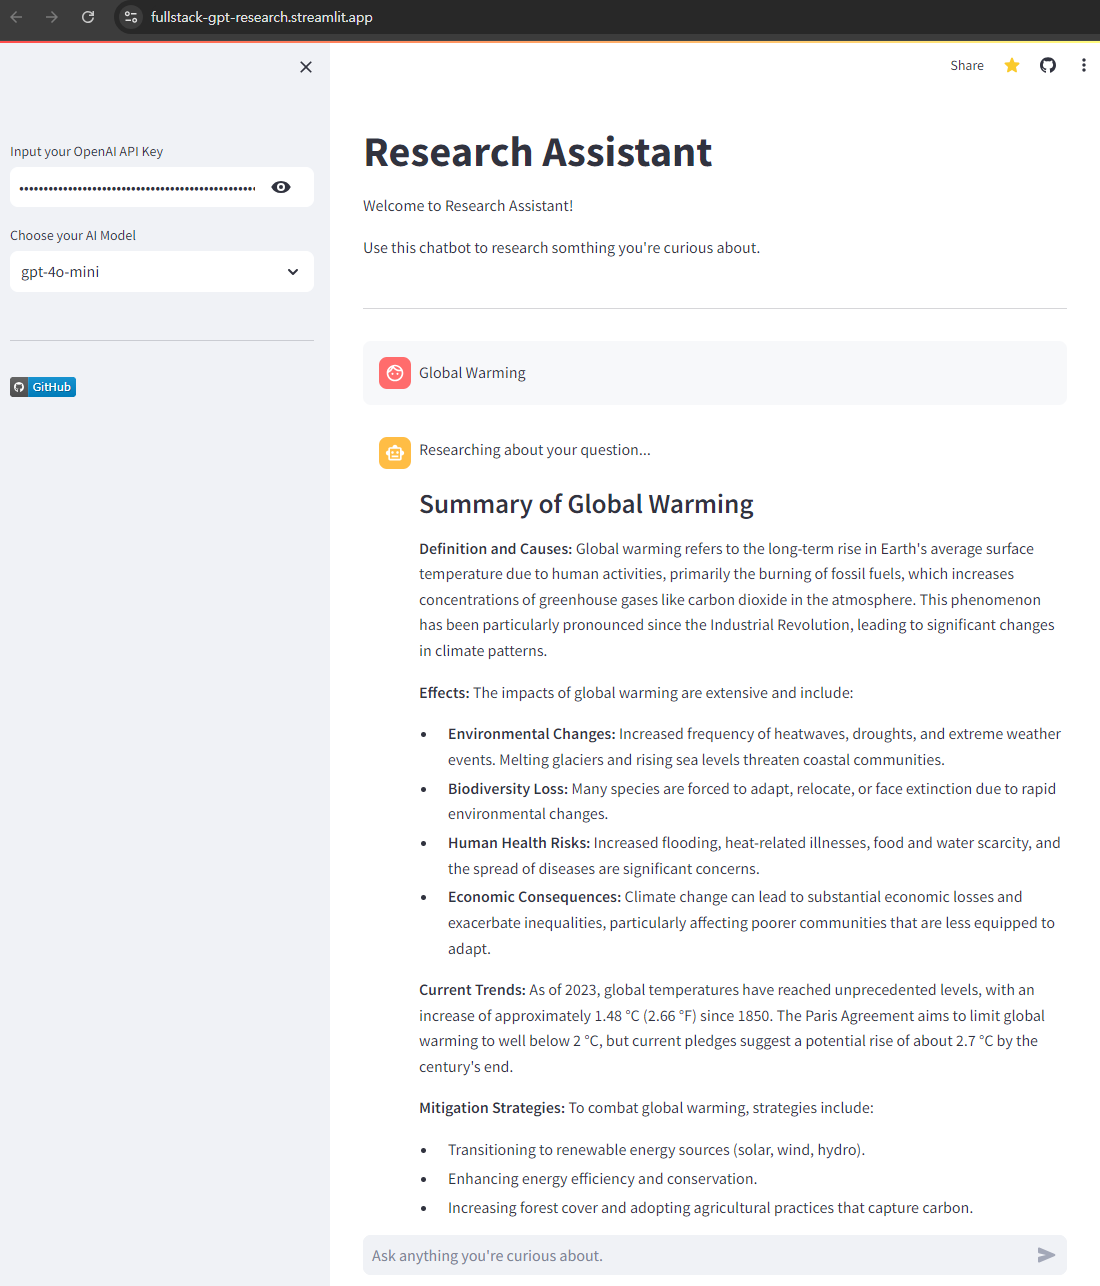 fullstack-gpt-research.streamlit.app
Share
Input your OpenAI API Key
••••••••••••••••••••••••••••••••••••••••••••••••••
Choose your AI Model
gpt-4o-mini
GitHub
Research Assistant
Welcome to Research Assistant!
Use this chatbot to research somthing you're curious about.
Global Warming
Researching about your question...
Summary of Global Warming
Definition and Causes: Global warming refers to the long-term rise in Earth's average surface
temperature due to human activities, primarily the burning of fossil fuels, which increases
concentrations of greenhouse gases like carbon dioxide in the atmosphere. This phenomenon
has been particularly pronounced since the Industrial Revolution, leading to significant changes
in climate patterns.
Effects: The impacts of global warming are extensive and include:
• Environmental Changes: Increased frequency of heatwaves, droughts, and extreme weather
events. Melting glaciers and rising sea levels threaten coastal communities.
• Biodiversity Loss: Many species are forced to adapt, relocate, or face extinction due to rapid
environmental changes.
• Human Health Risks: Increased flooding, heat-related illnesses, food and water scarcity, and
the spread of diseases are significant concerns.
• Economic Consequences: Climate change can lead to substantial economic losses and
exacerbate inequalities, particularly affecting poorer communities that are less equipped to
adapt.
Current Trends: As of 2023, global temperatures have reached unprecedented levels, with an
increase of approximately 1.48 °C (2.66 °F) since 1850. The Paris Agreement aims to limit global
warming to well below 2 °C, but current pledges suggest a potential rise of about 2.7 °C by the
century's end.
Mitigation Strategies: To combat global warming, strategies include:
• Transitioning to renewable energy sources (solar, wind, hydro).
• Enhancing energy efficiency and conservation.
• Increasing forest cover and adopting agricultural practices that capture carbon.
Ask anything you're curious about.